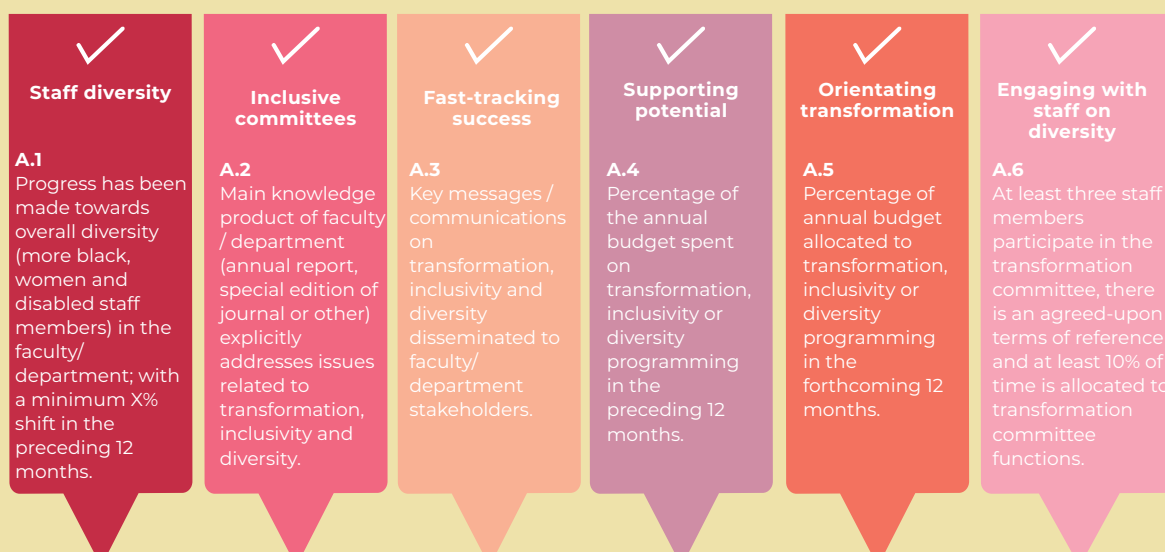 Staff diversity
A.1
Progress has been
made towards
overall diversity
(more black,
women and
disabled staff
members) in the
faculty/
department; with
a minimum X%
shift in the
preceding 12
months.
Inclusive
committees
A.2
Main knowledge
product of faculty
/ department
(annual report,
special edition of
journal or other)
explicitly
addresses issues
related to
transformation,
inclusivity and
diversity.
Fast-tracking
success
A.3
Key messages /
communications
on
transformation,
inclusivity and
diversity
disseminated to
faculty/
department
stakeholders.
Supporting
potential
A.4
Percentage of
the annual
budget spent
on
transformation,
inclusivity or
diversity
programming
in the
preceding 12
months.
Orientating
transformation
A.5
Percentage of
annual budget
allocated to
transformation,
inclusivity or
diversity
programming
in the
forthcoming 12
months.
Engaging with
staff on
diversity
A.6
At least three staff
members
participate in the
transformation
committee, there
is an agreed-upon
terms of reference
and at least 10% of
time is allocated to
transformation
committee
functions.